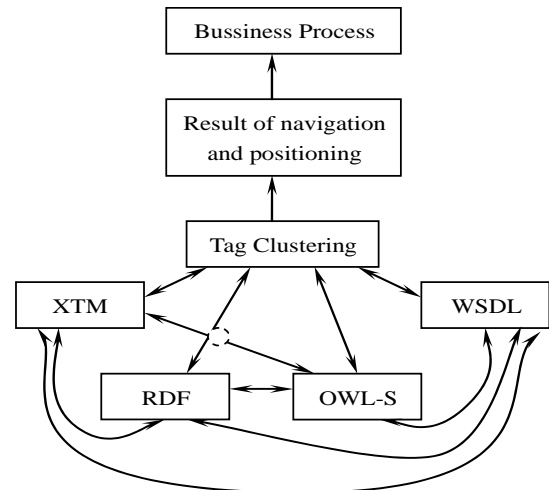 Bussiness Process
Result of navigation
and positioning
Tag Clustering
XTM
WSDL
RDF
OWL-S